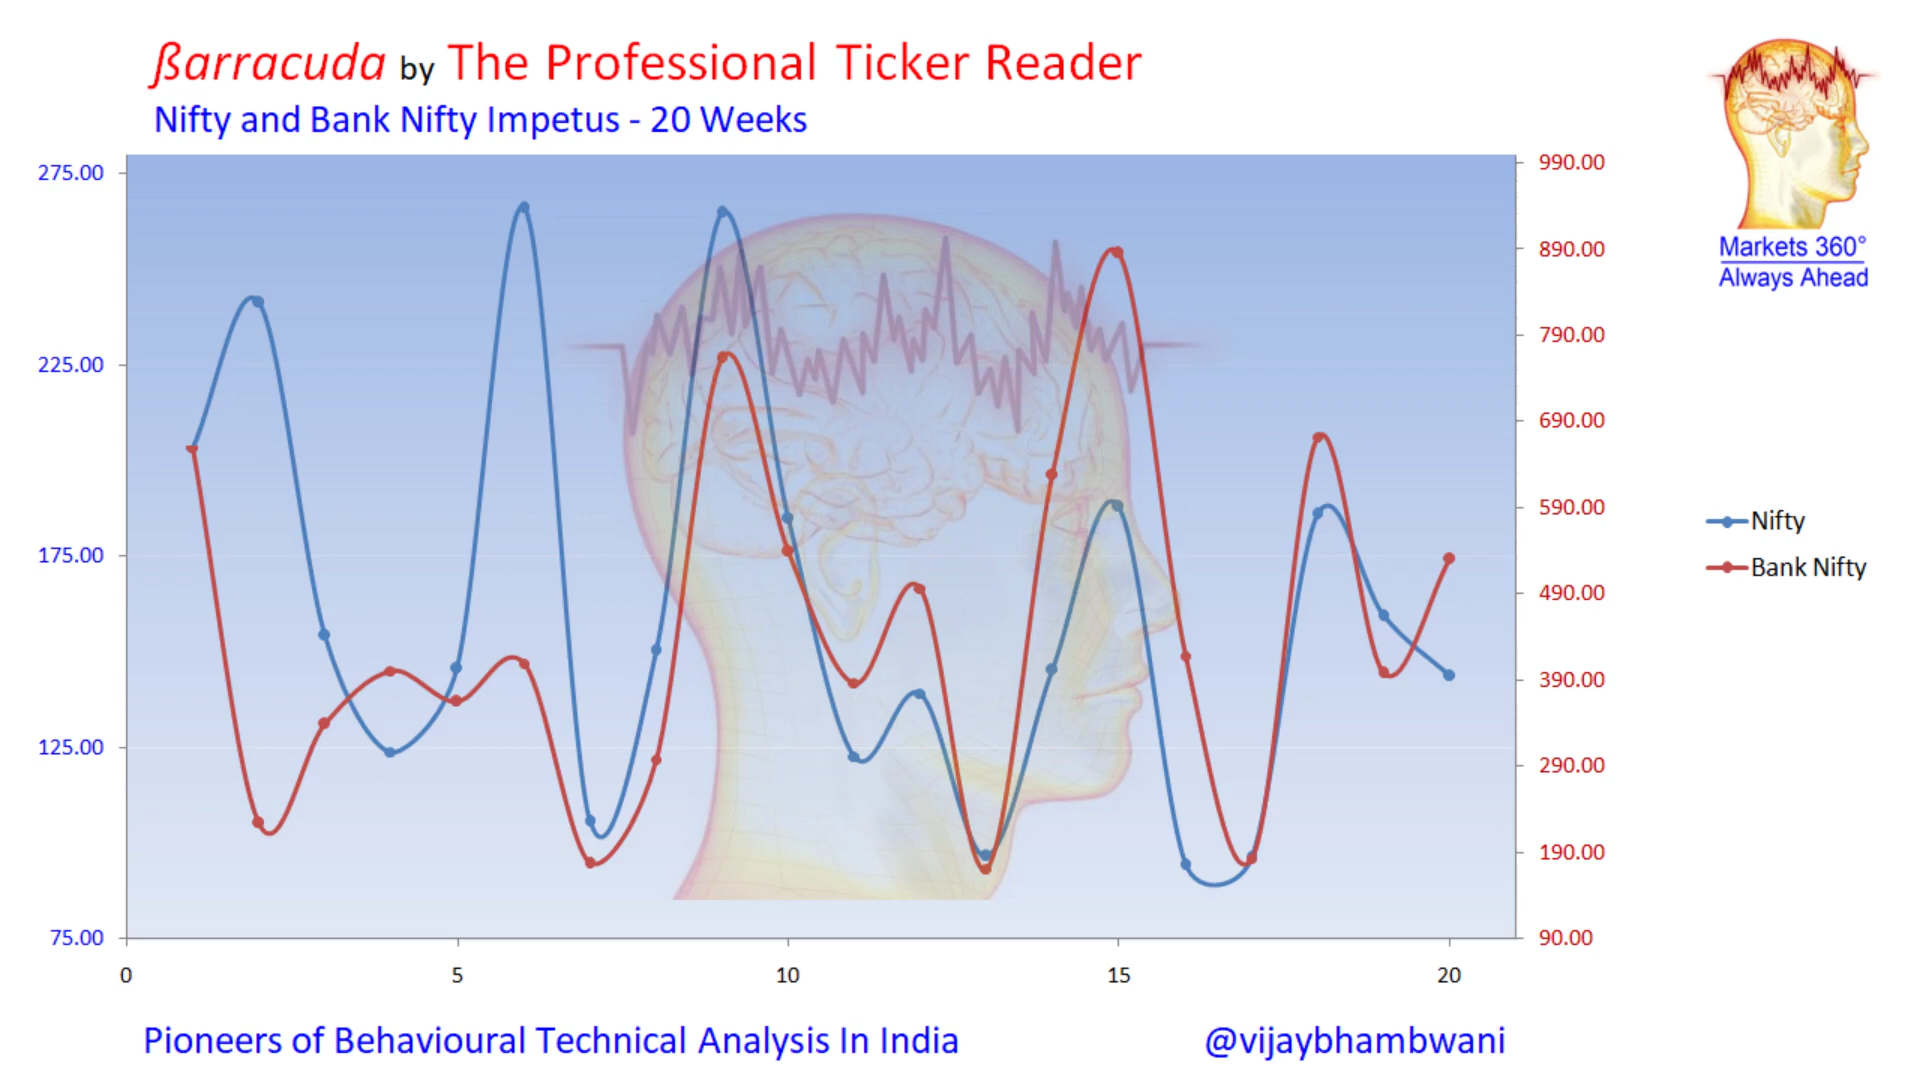 ßarracuda by The Professional Ticker Reader
Nifty and Bank Nifty Impetus - 20 Weeks
Markets 360°
Always Ahead
275.00
225.00
175.00
125.00
75.00
990.00
890.00
790.00
690.00
590.00
490.00
390.00
290.00
190.00
90.00
Nifty
Bank Nifty
0 5 10 15 20
Pioneers of Behavioural Technical Analysis In India @vijaybhambwani